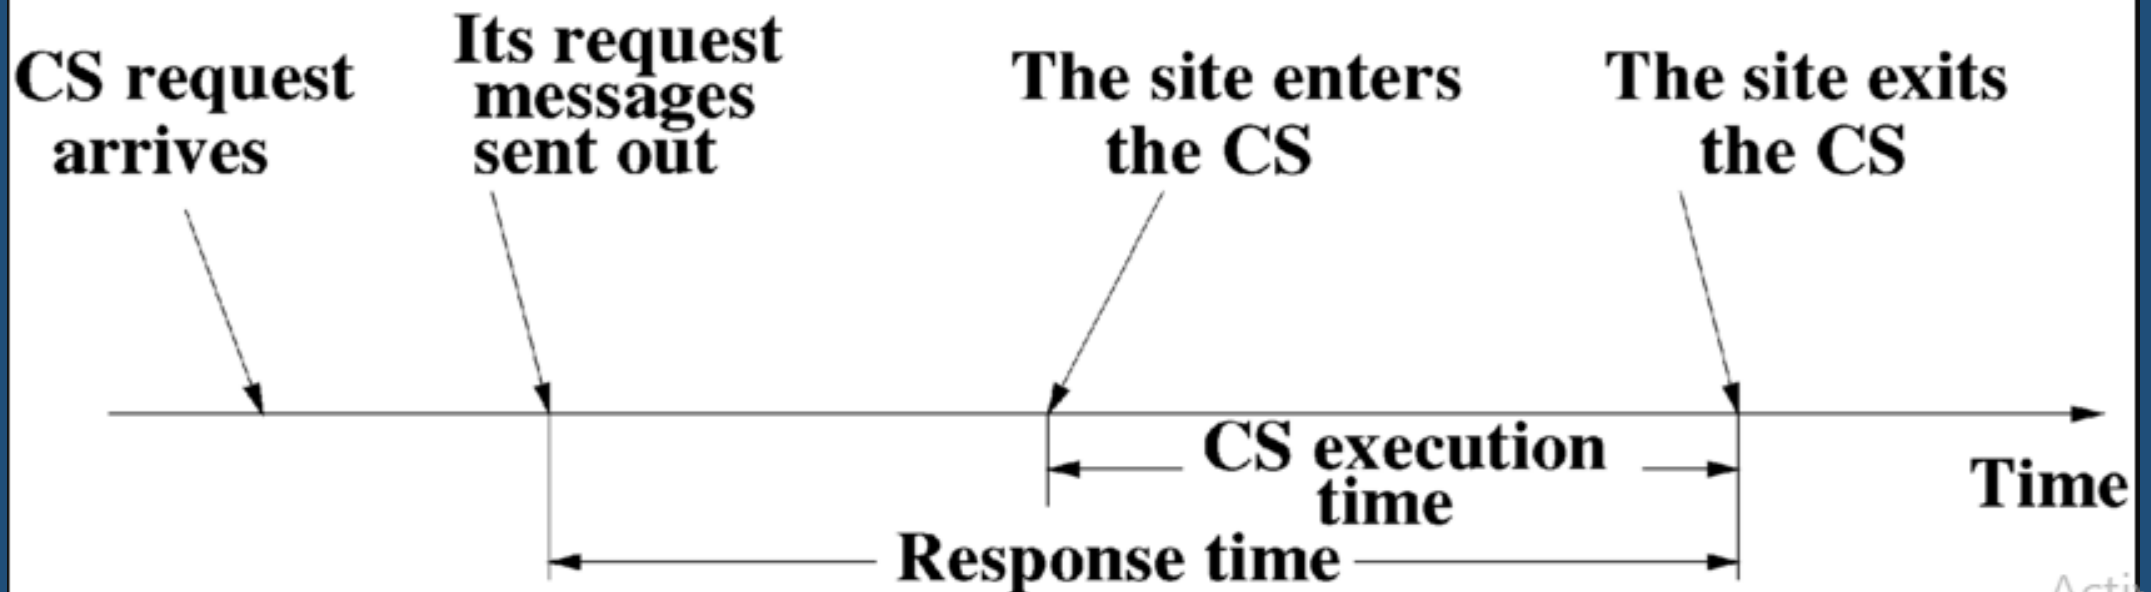 CS request
arrives
Its request
messages
sent out
The site enters
the CS
The site exits
the CS
CS execution
time
Time
Response time